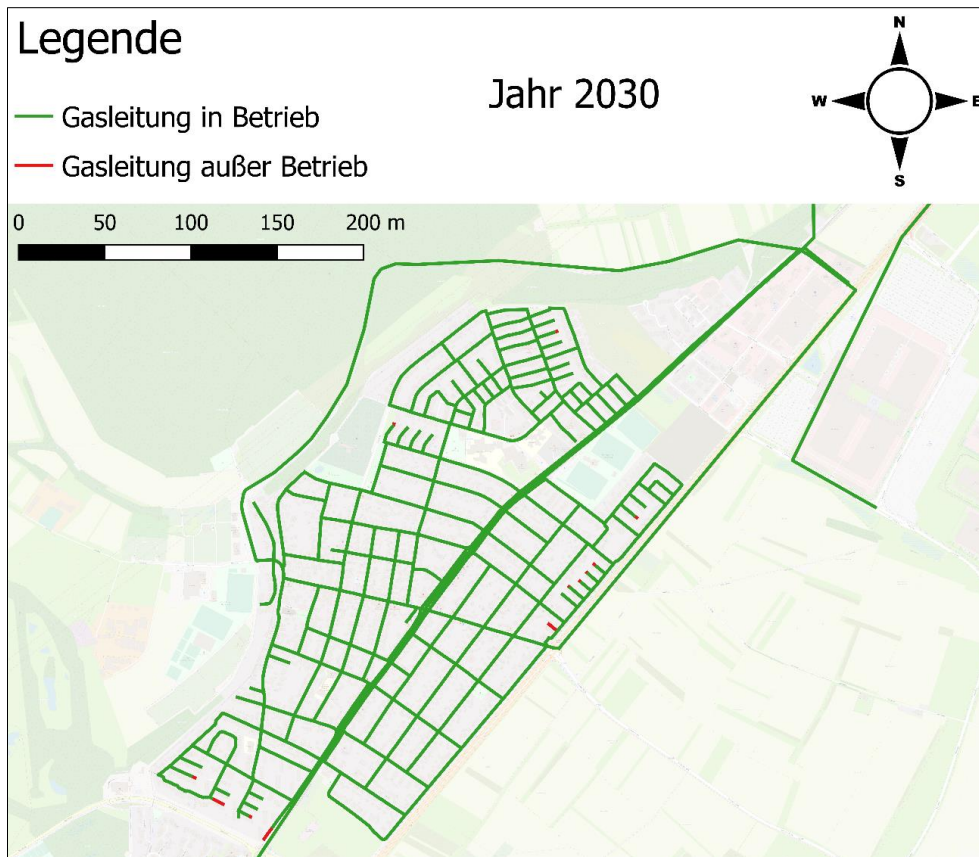 Legende
Jahr 2030
Gasleitung in Betrieb
Gasleitung außer Betrieb
N
W
E
S
0 50 100 150 200 m